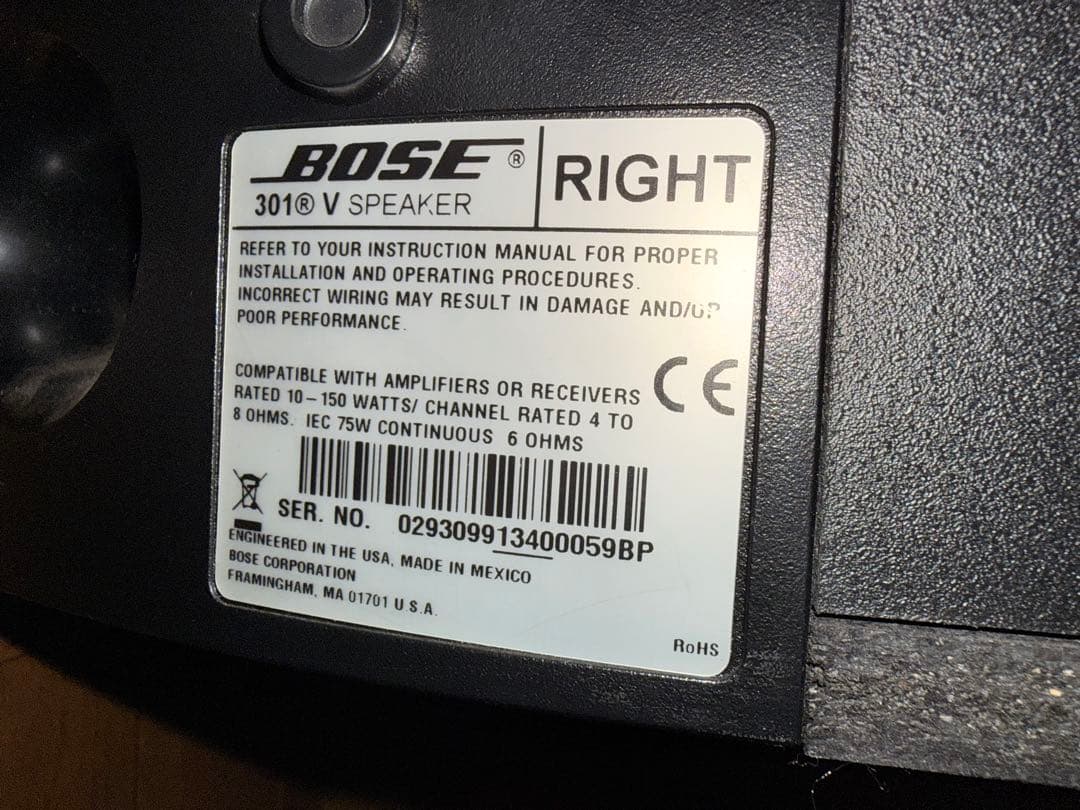 BOSE®
301® V SPEAKER
RIGHT
REFER TO YOUR INSTRUCTION MANUAL FOR PROPER
INSTALLATION AND OPERATING PROCEDURES.
INCORRECT WIRING MAY RESULT IN DAMAGE AND/OR
POOR PERFORMANCE.
COMPATIBLE WITH AMPLIFIERS OR RECEIVERS
RATED 10–150 WATTS/ CHANNEL RATED 4 TO
8 OHMS. IEC 75W CONTINUOUS 6 OHMS
CE
SER. NO. 029309913400059BP
ENGINEERED IN THE USA, MADE IN MEXICO
BOSE CORPORATION
FRAMINGHAM, MA 01701 U.S.A.
RoHS